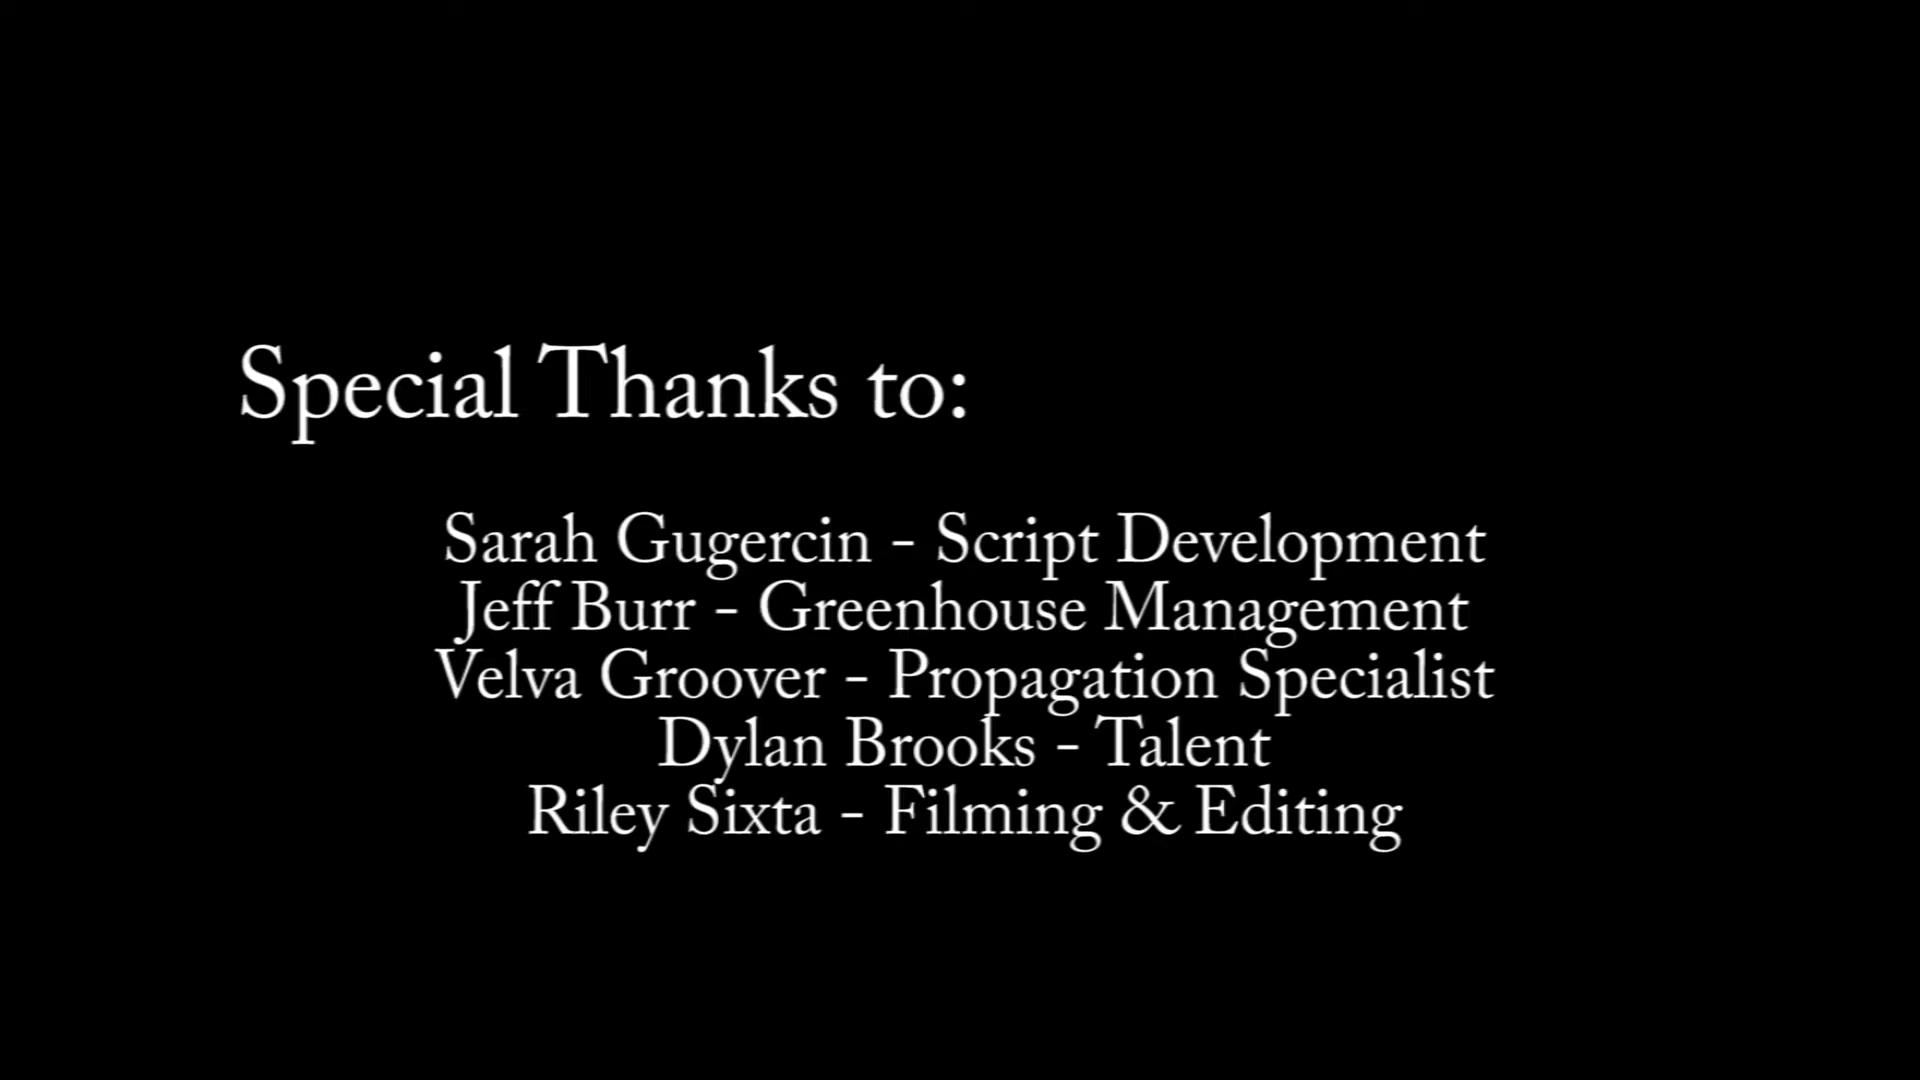 Special Thanks to:
Sarah Gugercin - Script Development
Jeff Burr - Greenhouse Management
Velva Groover - Propagation Specialist
Dylan Brooks - Talent
Riley Sixta - Filming & Editing